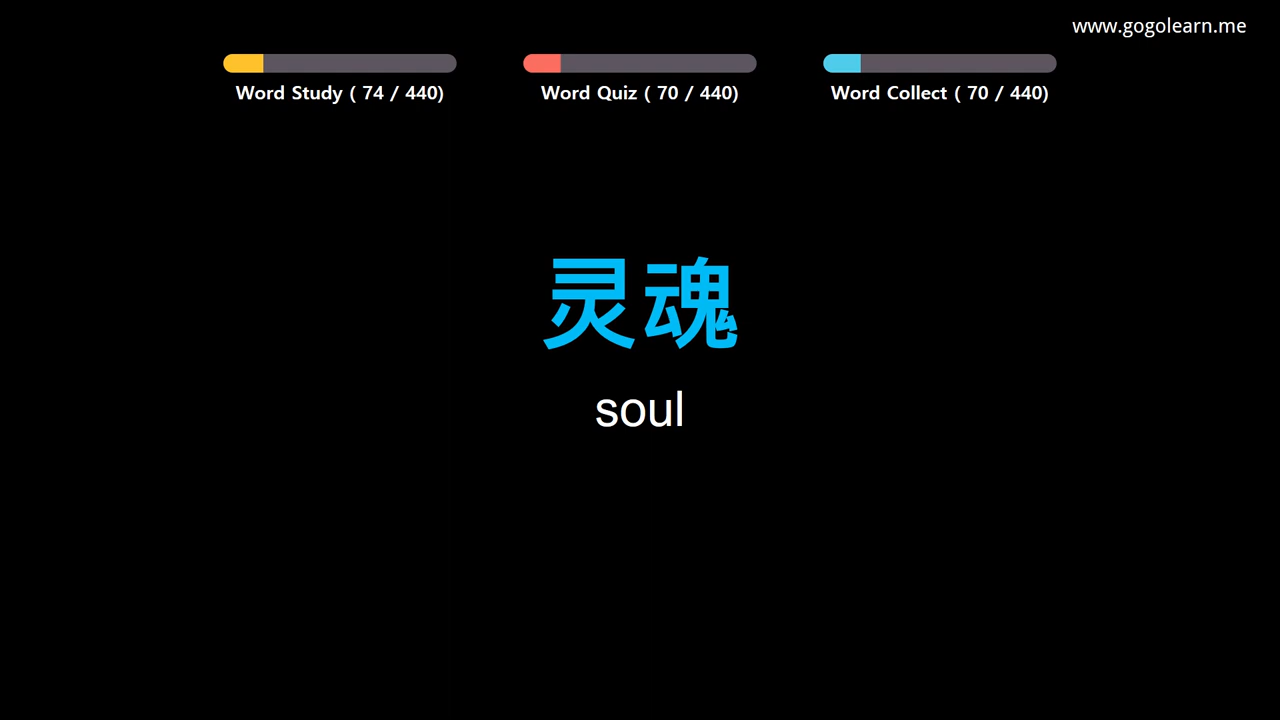 www.gogolearn.me
Word Study ( 74 / 440)
Word Quiz ( 70 / 440)
Word Collect ( 70 / 440)
灵魂
soul